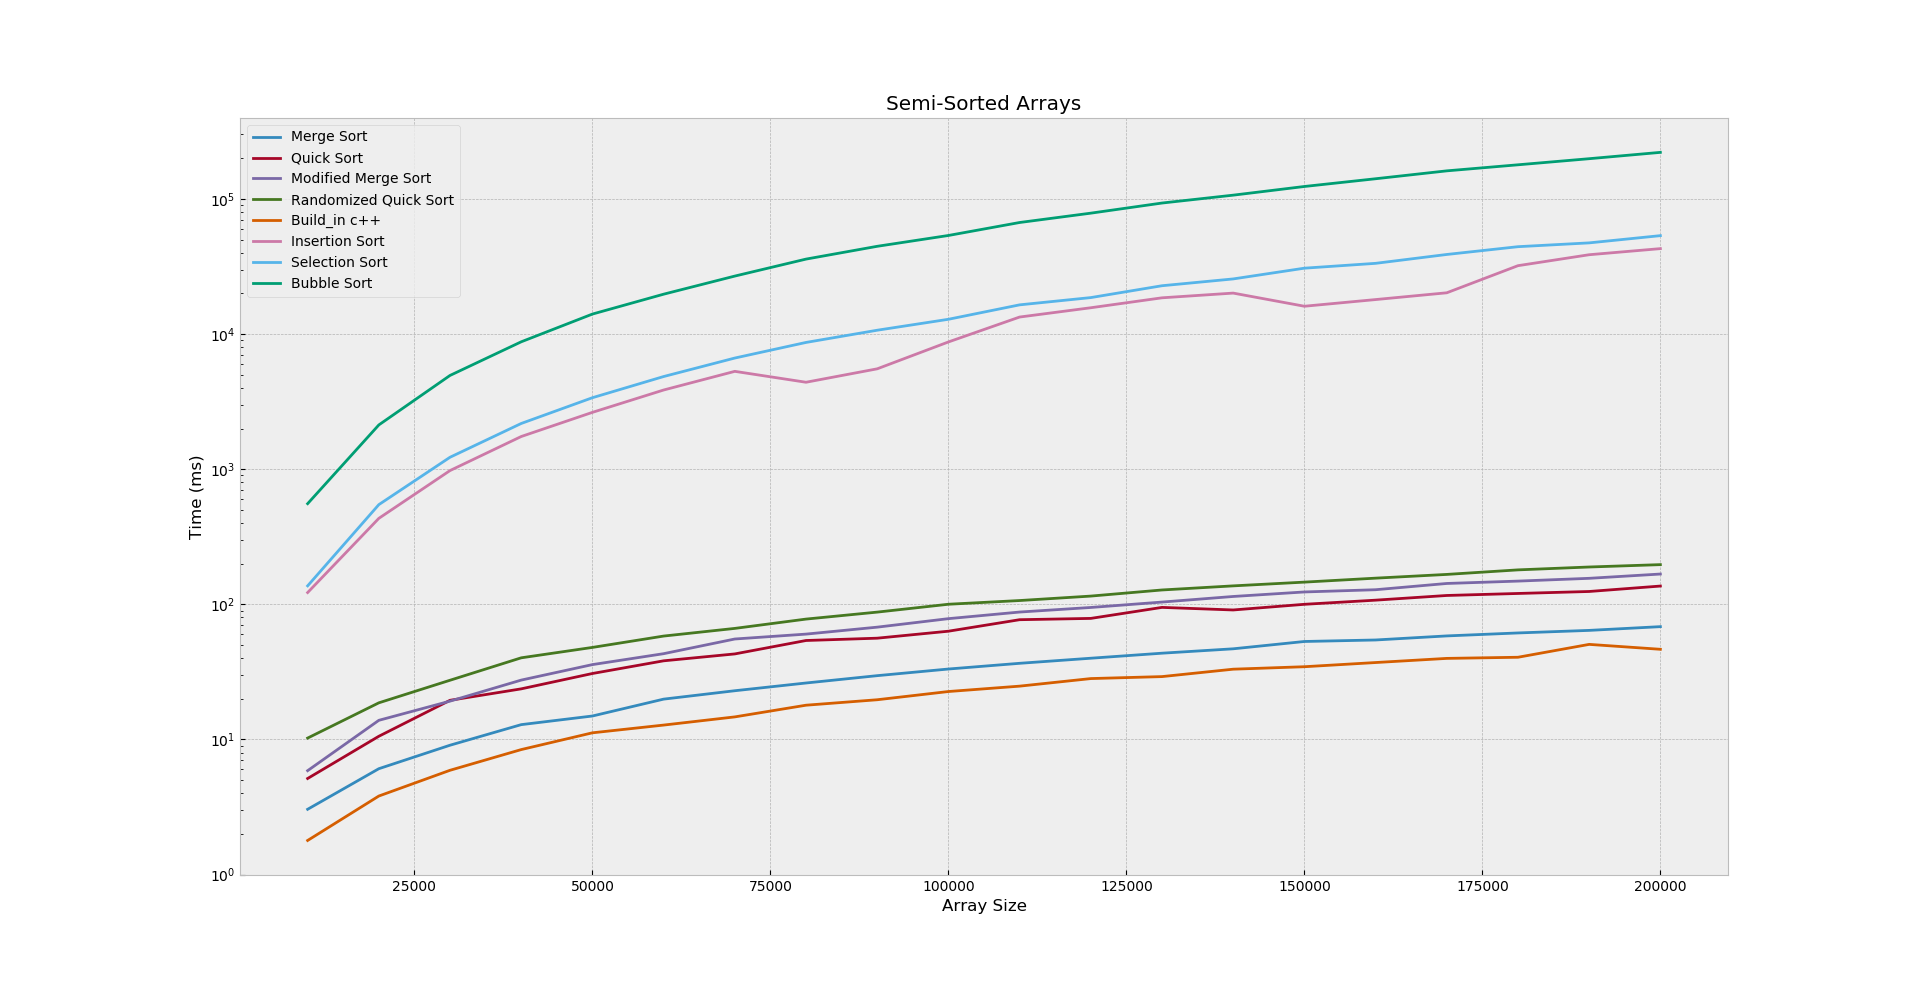 Semi-Sorted Arrays
Merge Sort
Quick Sort
Modified Merge Sort
Randomized Quick Sort
Build_in c++
Insertion Sort
Selection Sort
Bubble Sort
Time (ms)
10^5
10^4
10^3
10^2
10^1
10^0
25000 50000 75000 100000 125000 150000 175000 200000
Array Size